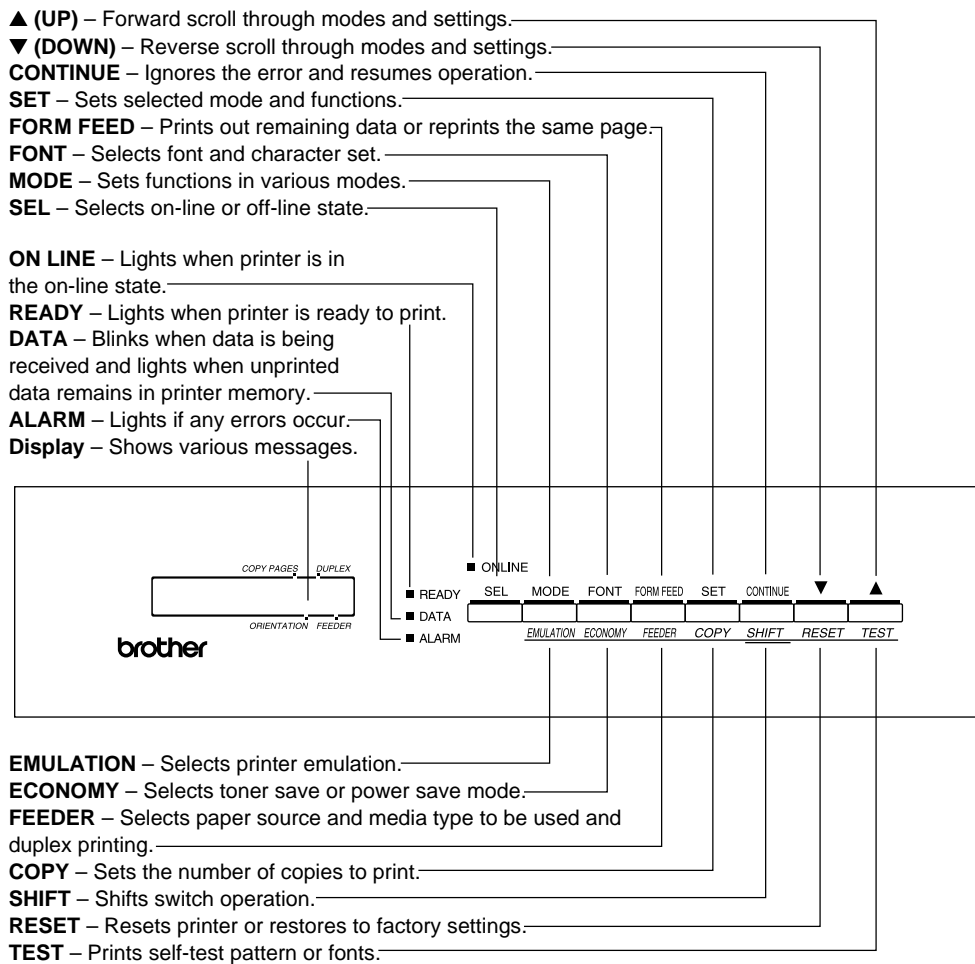 ▲ (UP) – Forward scroll through modes and settings.
▼ (DOWN) – Reverse scroll through modes and settings.
CONTINUE – Ignores the error and resumes operation.
SET – Sets selected mode and functions.
FORM FEED – Prints out remaining data or reprints the same page.
FONT – Selects font and character set.
MODE – Sets functions in various modes.
SEL – Selects on-line or off-line state.
ON LINE – Lights when printer is in
the on-line state.
READY – Lights when printer is ready to print.
DATA – Blinks when data is being
received and lights when unprinted
data remains in printer memory.
ALARM – Lights if any errors occur.
Display – Shows various messages.
COPY PAGES DUPLEX
ORIENTATION FEEDER
brother
ONLINE
READY
DATA
ALARM
SEL MODE FONT FORM FEED SET CONTINUE ▼ ▲
EMULATION ECONOMY FEEDER COPY SHIFT RESET TEST
EMULATION – Selects printer emulation.
ECONOMY – Selects toner save or power save mode.
FEEDER – Selects paper source and media type to be used and
duplex printing.
COPY – Sets the number of copies to print.
SHIFT – Shifts switch operation.
RESET – Resets printer or restores to factory settings.
TEST – Prints self-test pattern or fonts.